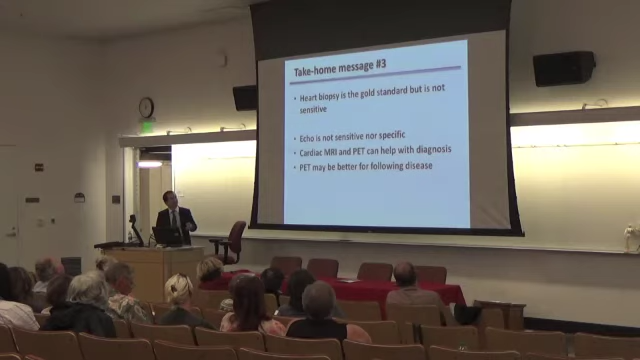 Take-home message #3
• Heart biopsy is the gold standard but is not
sensitive
• Echo is not sensitive nor specific
• Cardiac MRI and PET can help with diagnosis
• PET may be better for following disease